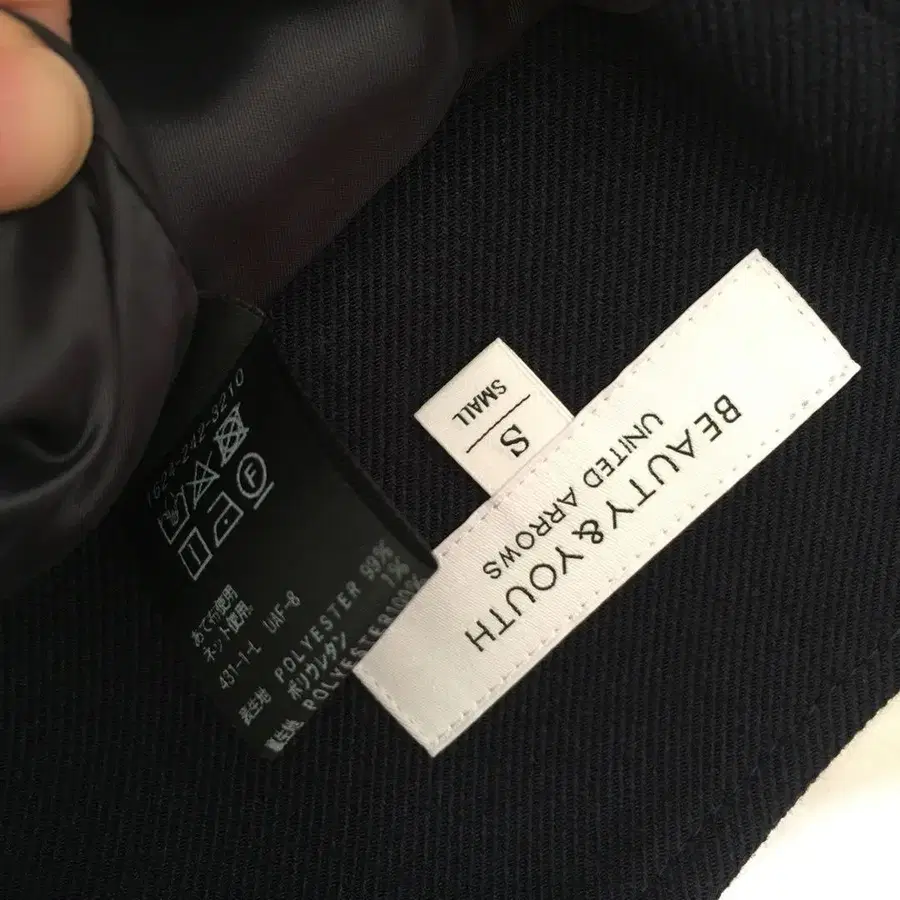 BEAUTY&YOUTH
UNITED ARROWS
S
SMALL
1624-242-3210
F
あて布使用
ネット使用。
431-1-L UAF-8
表生地 POLYESTER 99%
ポリウレタン 1%
裏生地 POLYESTER100%